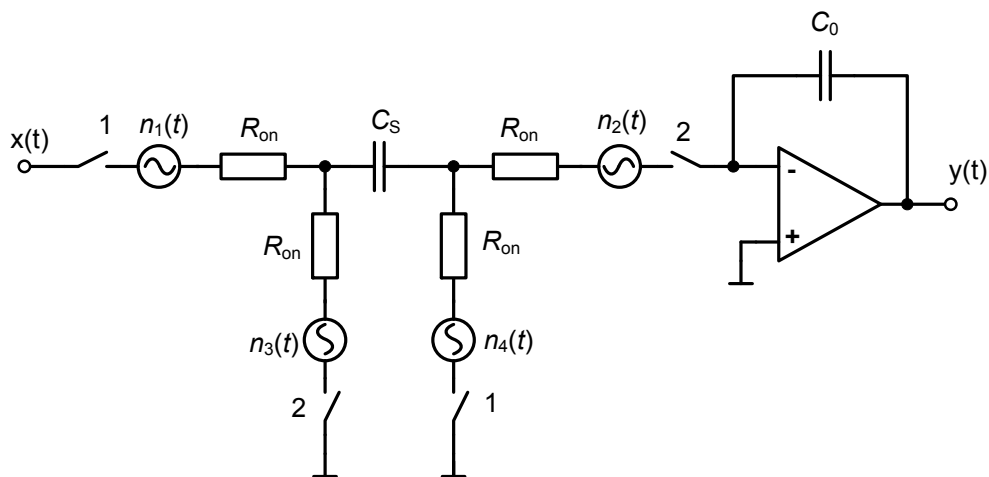 C0
x(t)
1
n1(t)
Ron
CS
Ron
n2(t)
2
-
+
y(t)
Ron
Ron
n3(t)
n4(t)
2
1